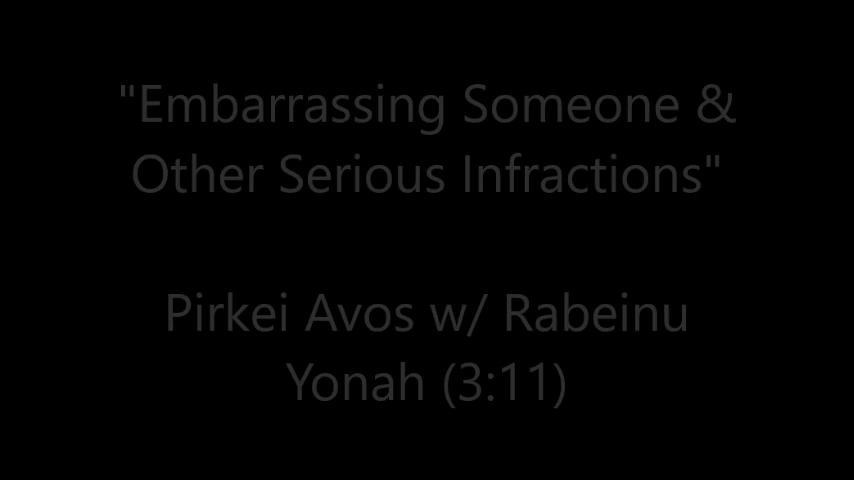 "Embarrassing Someone &
Other Serious Infractions"
Pirkei Avos w/ Rabeinu
Yonah (3:11)